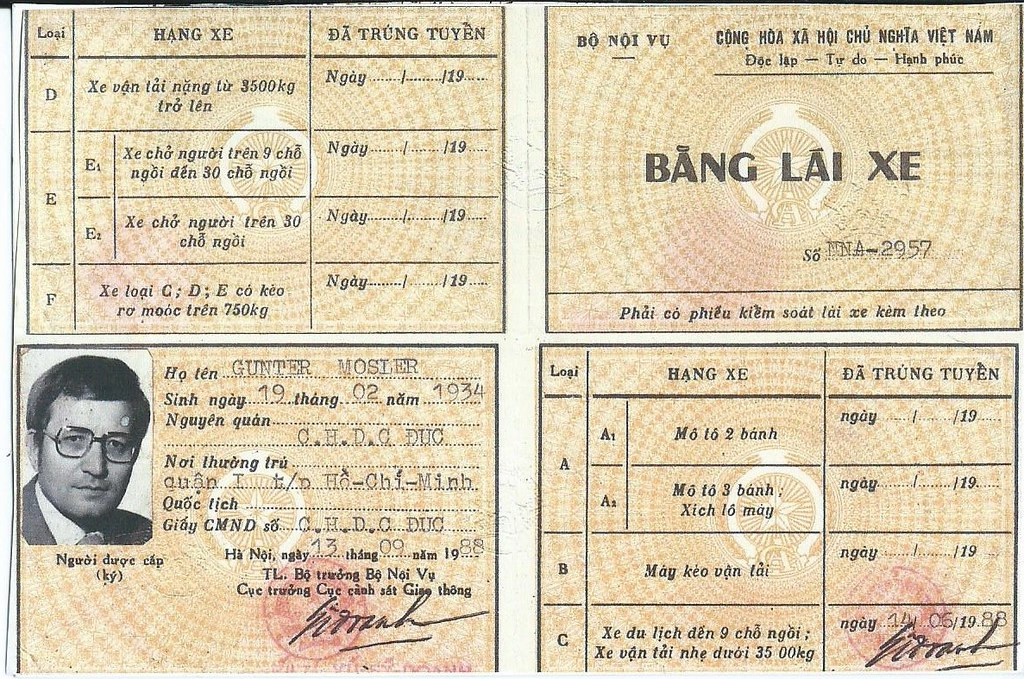 Loại HẠNG XE ĐÃ TRÚNG TUYỂN
D Xe vận tải nặng từ 3500kg trở lên Ngày ....../....../19.....
E E1 Xe chở người trên 9 chỗ ngồi đến 30 chỗ ngồi Ngày ....../....../19.....
E2 Xe chở người trên 30 chỗ ngồi Ngày ....../....../19.....
F Xe loại C; D; E có kéo rơ moóc trên 750kg Ngày ....../....../19.....
BỘ NỘI VỤ
CỘNG HÒA XÃ HỘI CHỦ NGHĨA VIỆT NAM
Độc lập — Tự do — Hạnh phúc
BẰNG LÁI XE
Số NNA-2957
Phải có phiếu kiểm soát lái xe kèm theo
Họ tên GUNTER MOSLER
Sinh ngày 19 tháng 02 năm 1934
Nguyên quán
C.H.D.C ĐUC
Nơi thường trú
quận I t/p Hồ-Chí-Minh
Quốc tịch
Giấy CMND số C.H.D.C ĐUC
Người được cấp
(ký)
Hà Nội, ngày 13 tháng 09 năm 1988
TL. Bộ trưởng Bộ Nội Vụ
Cục trưởng Cục cảnh sát Giao thông
Loại HẠNG XE ĐÃ TRÚNG TUYỂN
A A1 Mô tô 2 bánh ngày ....../....../19.....
A2 Mô tô 3 bánh; Xích lô máy ngày ....../....../19.....
B Máy kéo vận tải ngày ....../....../19.....
C Xe du lịch đến 9 chỗ ngồi; Xe vận tải nhẹ dưới 35 00kg ngày 14/06/19.88